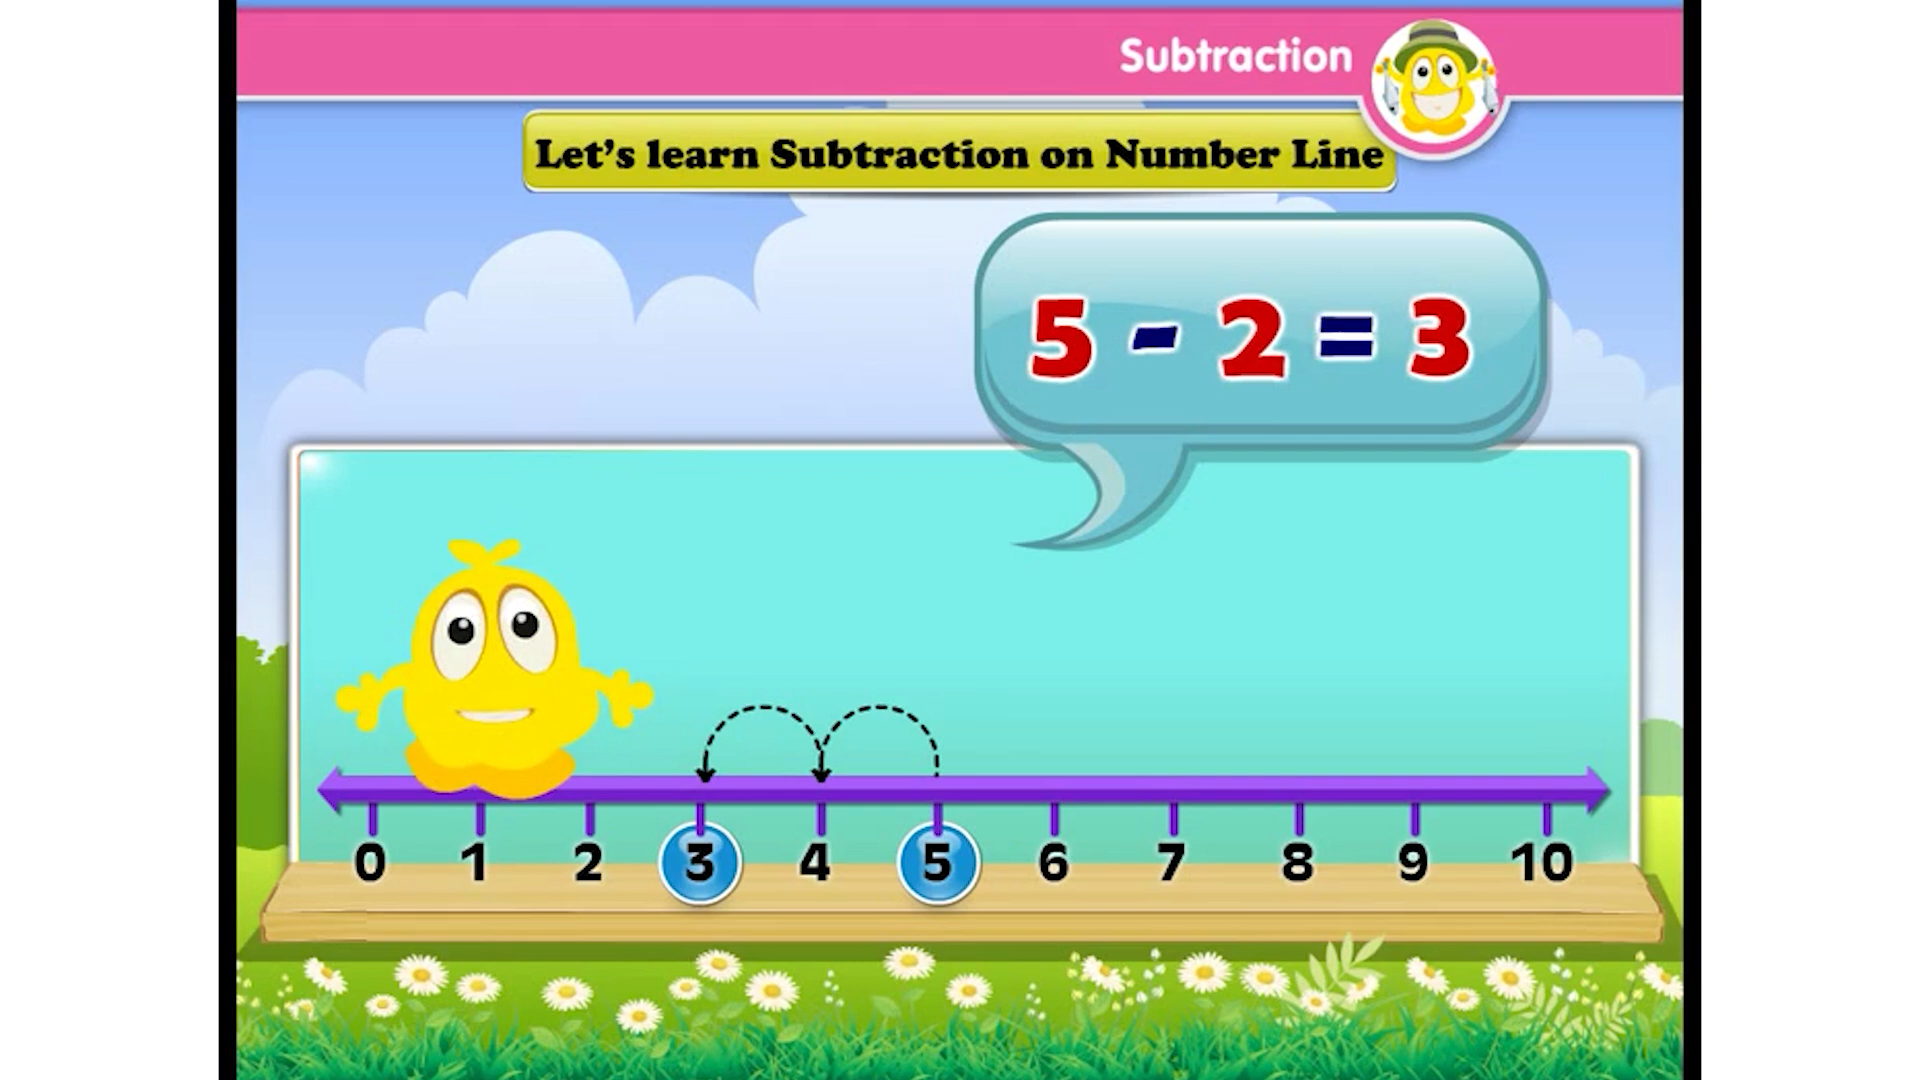 Subtraction
Let's learn Subtraction on Number Line
5 - 2 = 3
0 1 2 3 4 5 6 7 8 9 10